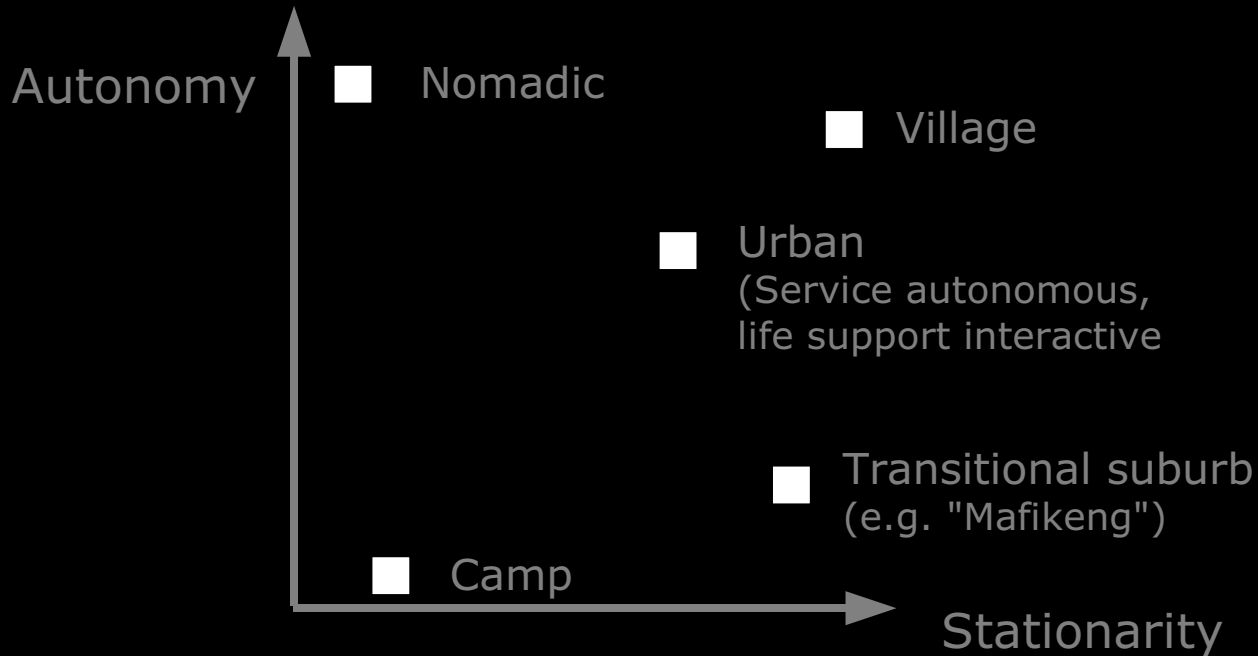 Autonomy
Nomadic
Village
Urban
(Service autonomous,
life support interactive
Transitional suburb
(e.g. "Mafikeng")
Camp
Stationarity